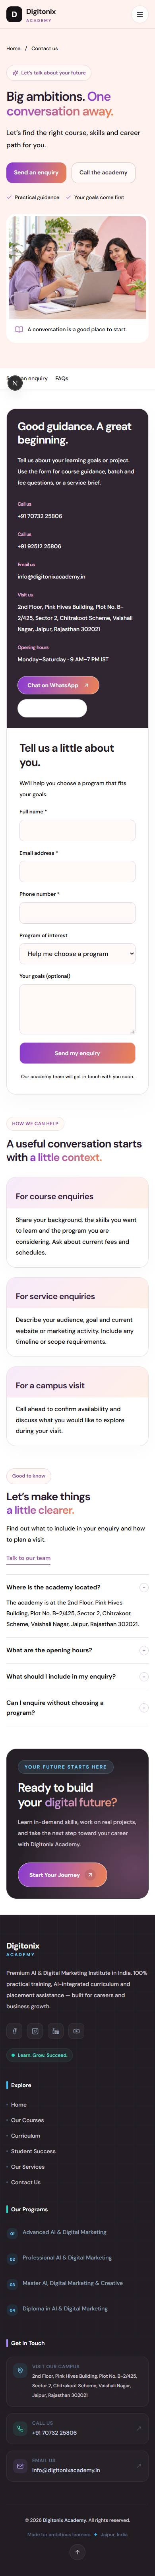 D
Digitonix
ACADEMY
Home / Contact us
Let's talk about your future
Big ambitions. One
conversation away.
Let's find the right course, skills and career
path for you.
Send an enquiry
Call the academy
Practical guidance
Your goals come first
A conversation is a good place to start.
an enquiry
FAQs
N
Good guidance. A great
beginning.
Tell us about your learning goals or project.
Use the form for course guidance, batch and
fee questions, or a service brief.
Call us
+91 70732 25806
Call us
+91 92512 25806
Email us
info@digitonixacademy.in
Visit us
2nd Floor, Pink Hives Building, Plot No. B-
2/425, Sector 2, Chitrakoot Scheme, Vaishali
Nagar, Jaipur, Rajasthan 302021
Opening hours
Monday–Saturday · 9 AM–7 PM IST
Chat on WhatsApp
Tell us a little about
you.
We'll help you choose a program that fits
your goals.
Full name *
Email address *
Phone number *
Program of interest
Help me choose a program
Your goals (optional)
Send my enquiry
Our academy team will get in touch with you soon.
HOW WE CAN HELP
A useful conversation starts
with a little context.
For course enquiries
Share your background, the skills you want
to learn and the program you are
considering. Ask about current fees and
schedules.
For service enquiries
Describe your audience, goal and current
website or marketing activity. Include any
timeline or scope requirements.
For a campus visit
Call ahead to confirm availability and
discuss what you would like to explore
during your visit.
Good to know
Let's make things
a little clearer.
Find out what to include in your enquiry and how
to plan a visit.
Talk to our team
Where is the academy located?
The academy is at the 2nd Floor, Pink Hives
Building, Plot No. B-2/425, Sector 2, Chitrakoot
Scheme, Vaishali Nagar, Jaipur, Rajasthan 302021.
What are the opening hours?
What should I include in my enquiry?
Can I enquire without choosing a
program?
YOUR FUTURE STARTS HERE
Ready to build
your digital future?
Learn in-demand skills, work on real projects,
and take the next step toward your career
with Digitonix Academy.
Start Your Journey
Digitonix
ACADEMY
Premium AI & Digital Marketing Institute in India. 100%
practical training, AI-integrated curriculum and
placement assistance — built for careers and
business growth.
Learn. Grow. Succeed.
Explore
Home
Our Courses
Curriculum
Student Success
Our Services
Contact Us
Our Programs
01 Advanced AI & Digital Marketing
02 Professional AI & Digital Marketing
03 Master AI, Digital Marketing & Creative
04 Diploma in AI & Digital Marketing
Get In Touch
VISIT OUR CAMPUS
2nd Floor, Pink Hives Building, Plot No. B-2/425,
Sector 2, Chitrakoot Scheme, Vaishali Nagar,
Jaipur, Rajasthan 302021
CALL US
+91 70732 25806
EMAIL US
info@digitonixacademy.in
© 2026 Digitonix Academy. All rights reserved.
Made for ambitious learners Jaipur, India